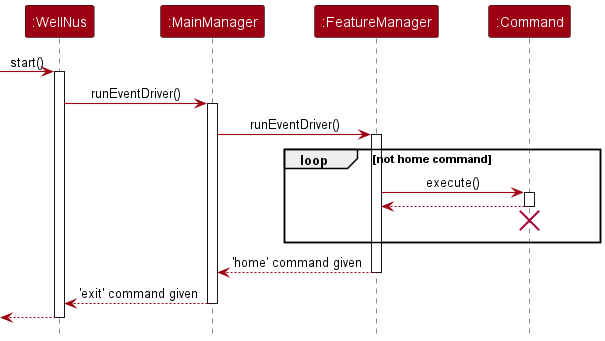 :WellNus
:MainManager
:FeatureManager
:Command
start()
runEventDriver()
runEventDriver()
loop
[not home command]
execute()
'home' command given
'exit' command given